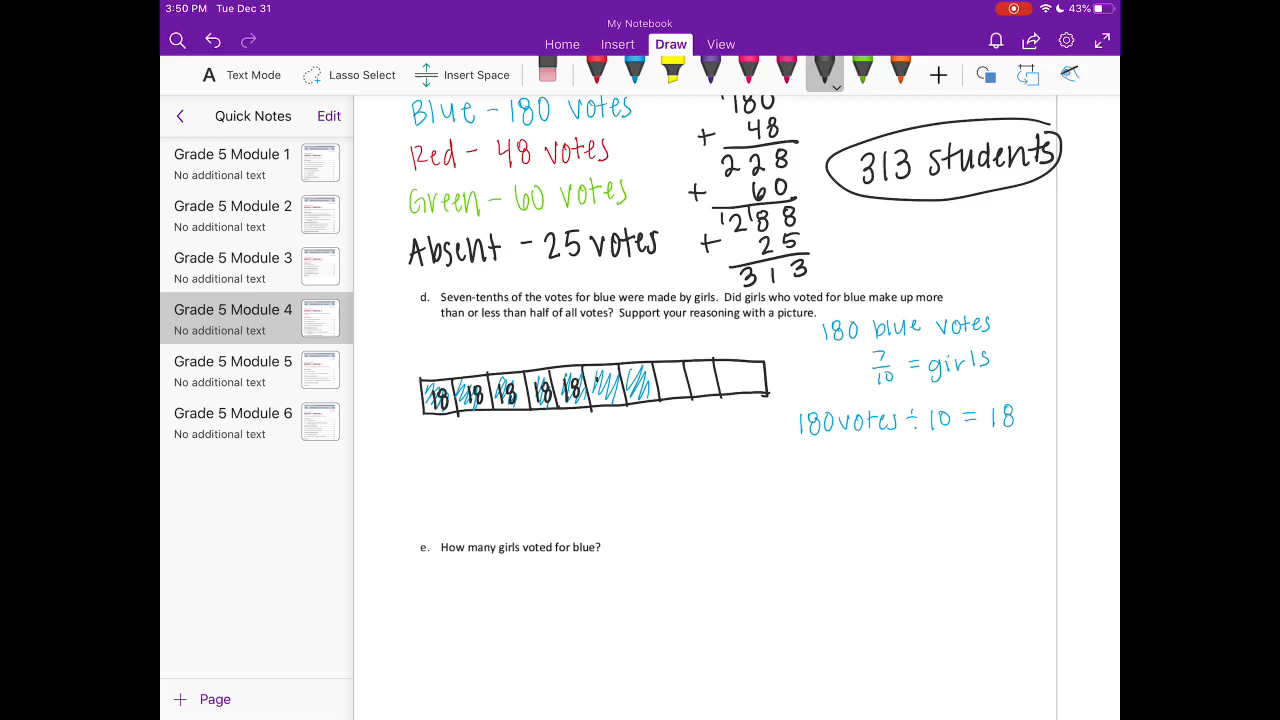 3:50 PM Tue Dec 31
43%
My Notebook
Home Insert Draw View
Text Mode Lasso Select Insert Space
Quick Notes Edit
Grade 5 Module 1
No additional text
Grade 5 Module 2
No additional text
Grade 5 Module 3
No additional text
Grade 5 Module 4
No additional text
Grade 5 Module 5
No additional text
Grade 6 Module 6
No additional text
Page
Blue - 180 votes
Red - 48 votes
Green - 60 votes
Absent - 25 votes
180
+ 48
228
+ 60
288
+ 25
313
313 students
d. Seven-tenths of the votes for blue were made by girls. Did girls who voted for blue make up more
than or less than half of all votes? Support your reasoning with a picture.
180 blue votes
7/10 = girls
180votes ÷ 10 = 18
18 18 18 18 18
e. How many girls voted for blue?